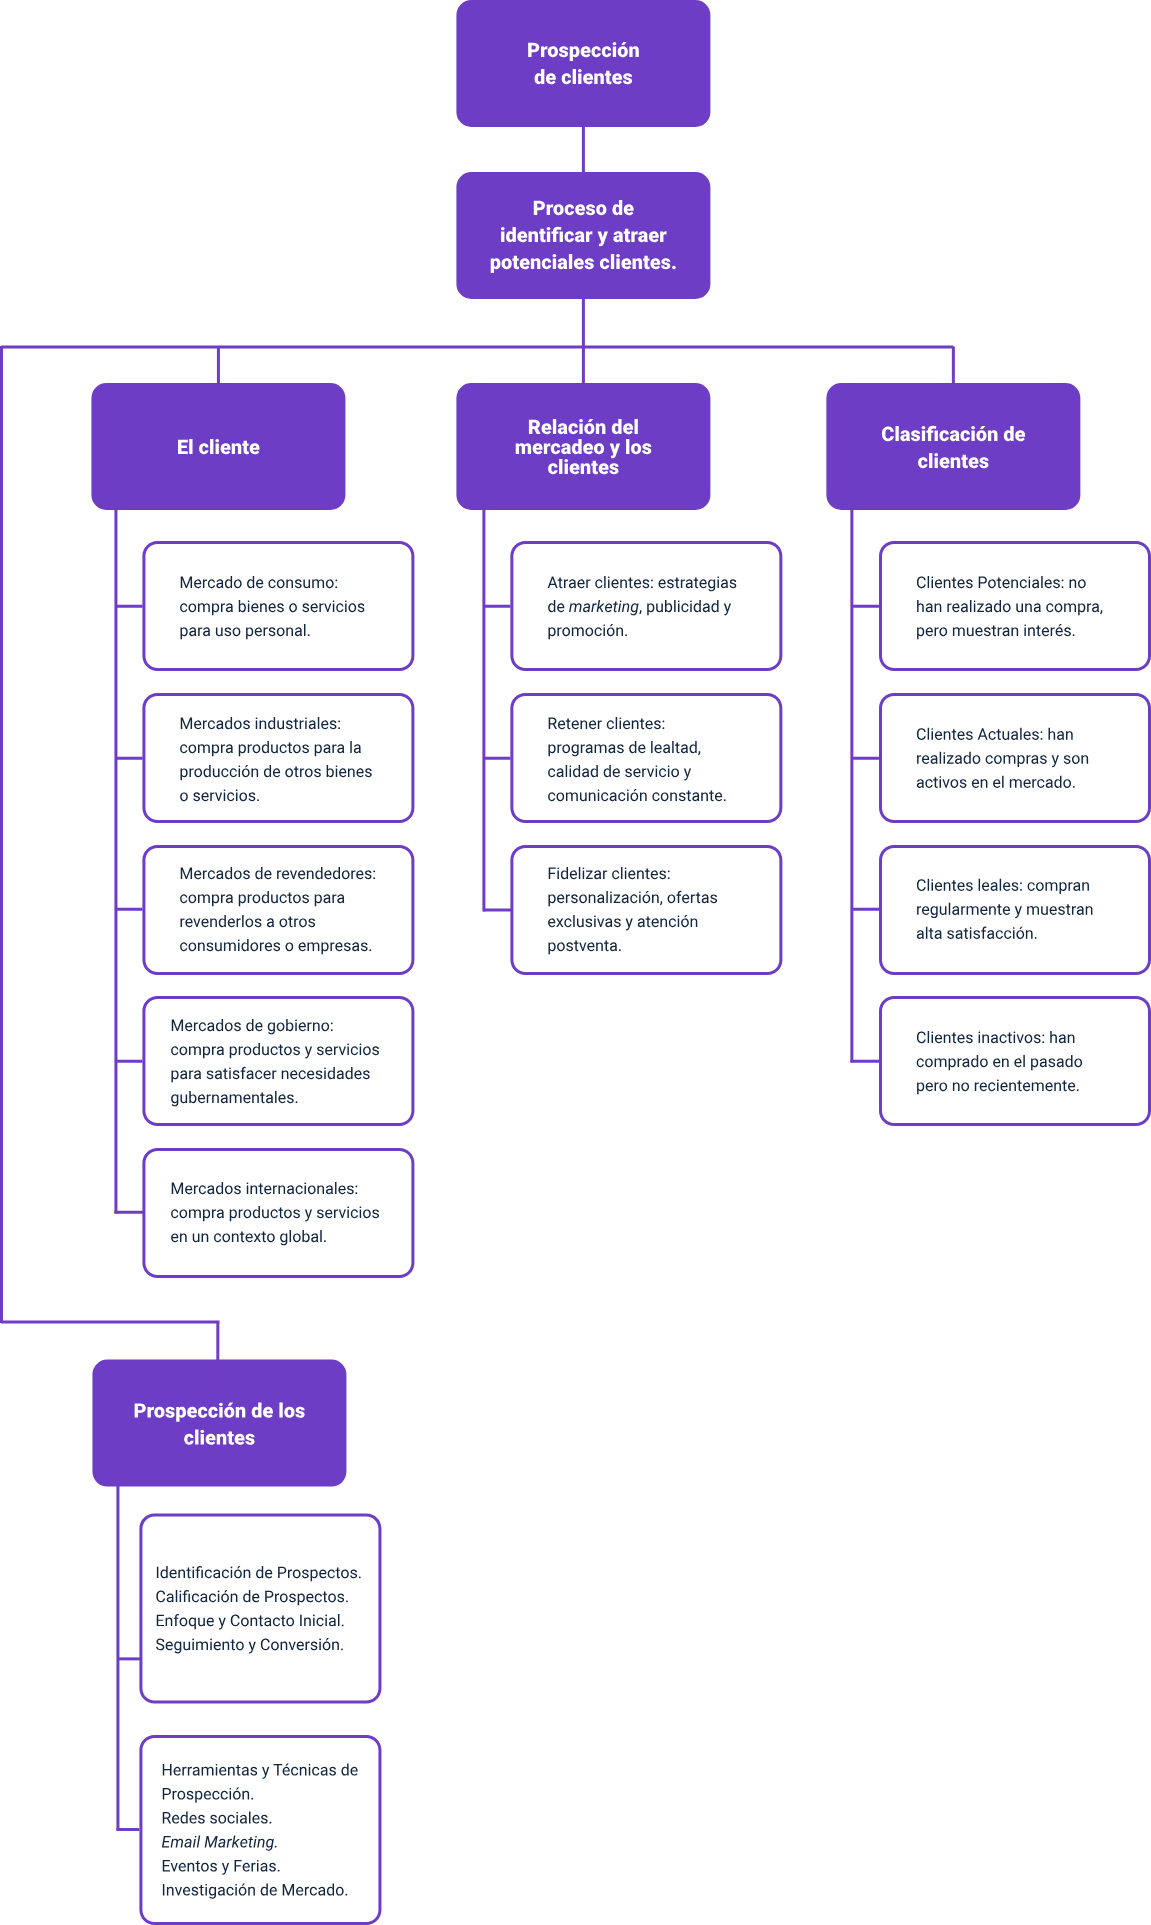 Prospección
de clientes
Proceso de
identificar y atraer
potenciales clientes.
El cliente
Mercado de consumo:
compra bienes o servicios
para uso personal.
Mercados industriales:
compra productos para la
producción de otros bienes
o servicios.
Mercados de revendedores:
compra productos para
revenderlos a otros
consumidores o empresas.
Mercados de gobierno:
compra productos y servicios
para satisfacer necesidades
gubernamentales.
Mercados internacionales:
compra productos y servicios
en un contexto global.
Relación del
mercadeo y los
clientes
Atraer clientes: estrategias
de marketing, publicidad y
promoción.
Retener clientes:
programas de lealtad,
calidad de servicio y
comunicación constante.
Fidelizar clientes:
personalización, ofertas
exclusivas y atención
postventa.
Clasificación de
clientes
Clientes Potenciales: no
han realizado una compra,
pero muestran interés.
Clientes Actuales: han
realizado compras y son
activos en el mercado.
Clientes leales: compran
regularmente y muestran
alta satisfacción.
Clientes inactivos: han
comprado en el pasado
pero no recientemente.
Prospección de los
clientes
Identificación de Prospectos.
Calificación de Prospectos.
Enfoque y Contacto Inicial.
Seguimiento y Conversión.
Herramientas y Técnicas de
Prospección.
Redes sociales.
Email Marketing.
Eventos y Ferias.
Investigación de Mercado.